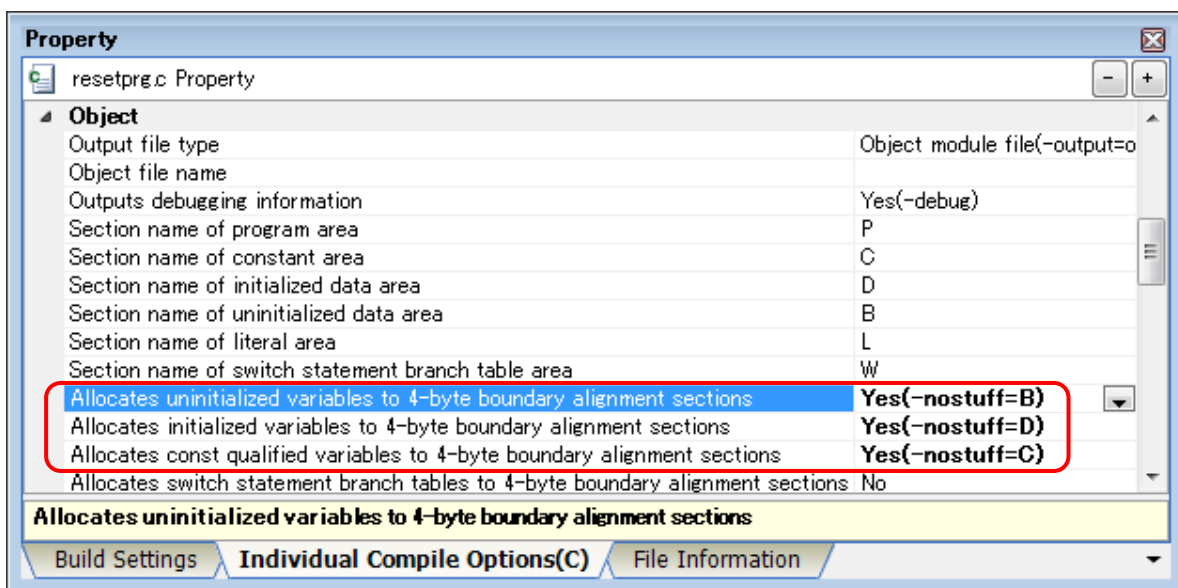 Property
resetprg.c Property
- +
Object
Output file type Object module file(-output=o
Object file name
Outputs debugging information Yes(-debug)
Section name of program area P
Section name of constant area C
Section name of initialized data area D
Section name of uninitialized data area B
Section name of literal area L
Section name of switch statement branch table area W
Allocates uninitialized variables to 4-byte boundary alignment sections Yes(-nostuff=B)
Allocates initialized variables to 4-byte boundary alignment sections Yes(-nostuff=D)
Allocates const qualified variables to 4-byte boundary alignment sections Yes(-nostuff=C)
Allocates switch statement branch tables to 4-byte boundary alignment sections No
Allocates uninitialized variables to 4-byte boundary alignment sections
Build Settings Individual Compile Options(C) File Information